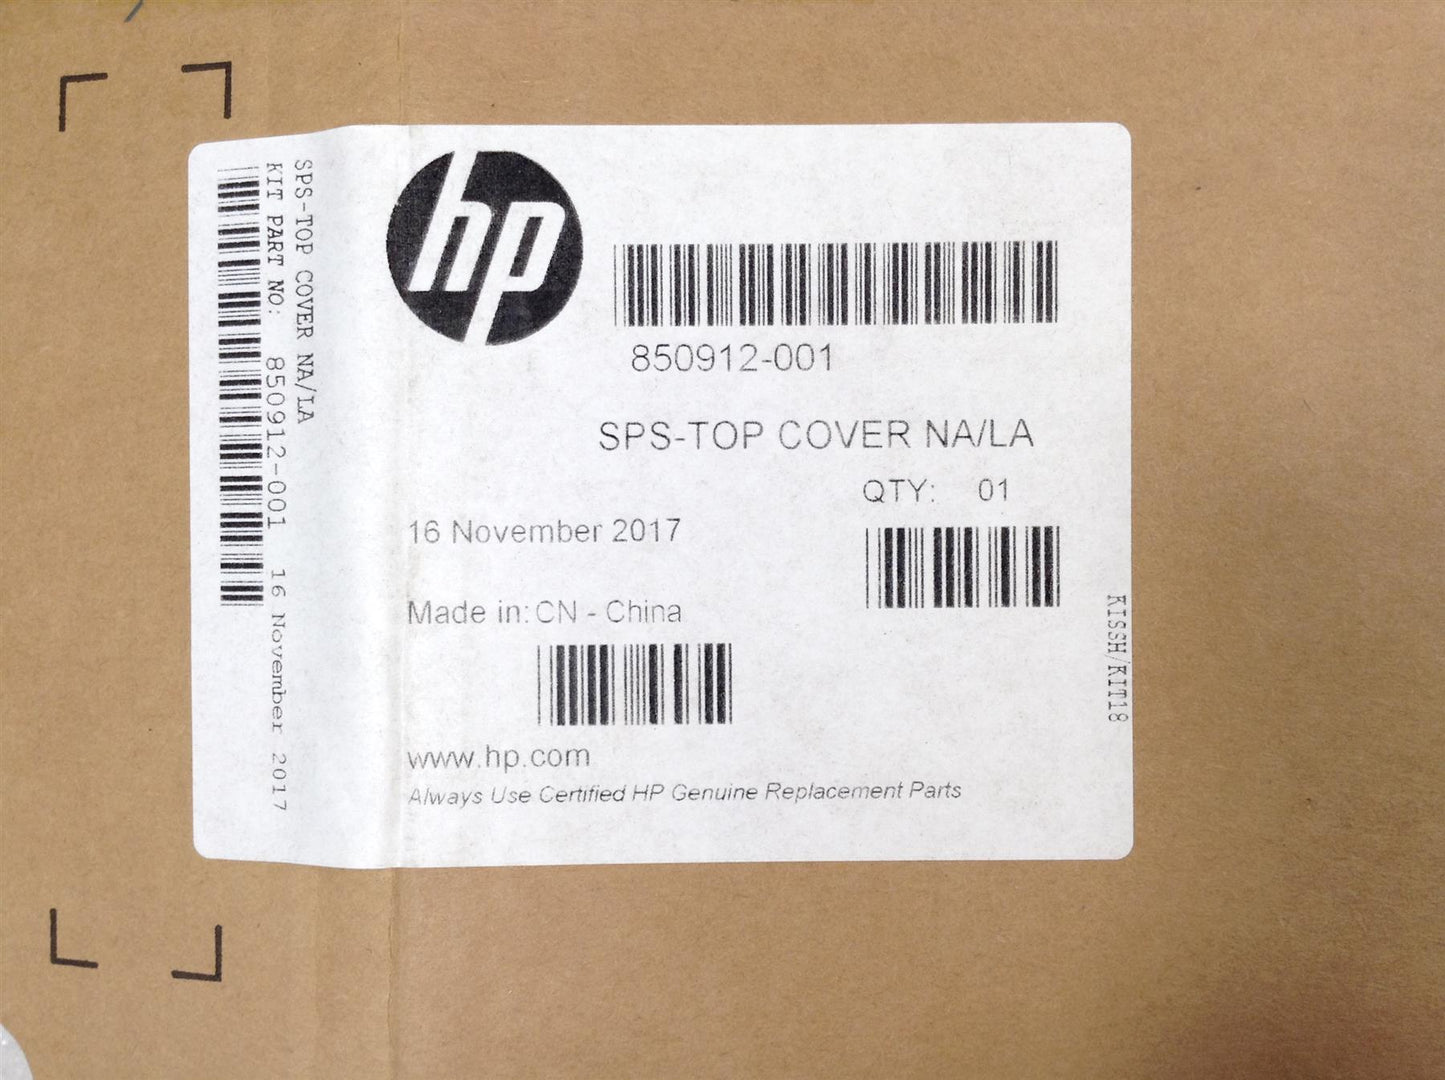 SPS-TOP COVER NA/LA
KIT PART NO: 850912-001 16 November 2017
hp
850912-001
SPS-TOP COVER NA/LA
QTY: 01
16 November 2017
Made in: CN - China
www.hp.com
Always Use Certified HP Genuine Replacement Parts
KISSH/KIT18